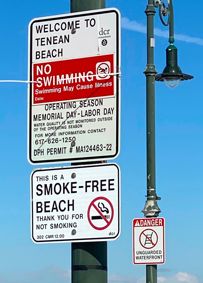 WELCOME TO
TENEAN
BEACH
dcr
NO
SWIMMING
Swimming May Cause Illness
Date:
OPERATING SEASON
MEMORIAL DAY-LABOR DAY
WATER QUALITY IS NOT MONITORED OUTSIDE
OF THE OPERATING SEASON
FOR MORE INFORMATION CONTACT
617-626-1250
DPH PERMIT # MA124463-22
THIS IS A
SMOKE-FREE
BEACH
THANK YOU FOR
NOT SMOKING
302 CMR 12.00
DANGER
UNGUARDED
WATERFRONT